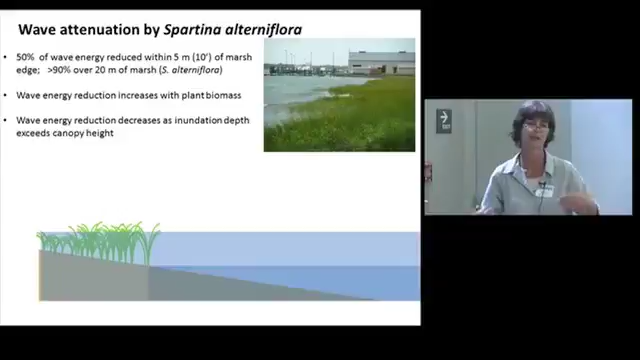 Wave attenuation by Spartina alterniflora
• 50% of wave energy reduced within 5 m (10') of marsh
edge; >90% over 20 m of marsh (S. alterniflora)
• Wave energy reduction increases with plant biomass
• Wave energy reduction decreases as inundation depth
exceeds canopy height
EXIT